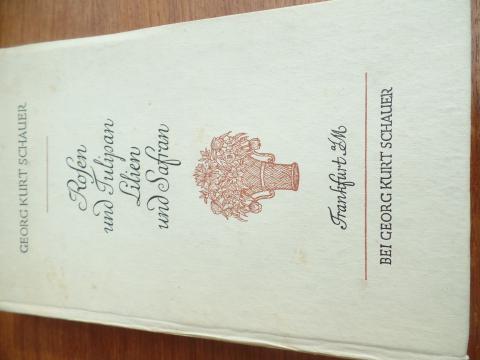 GEORG KURT SCHAUER
Rosen
und Tulipan
Lilien
und Safran
Frankfurt a/M
BEI GEORG KURT SCHAUER